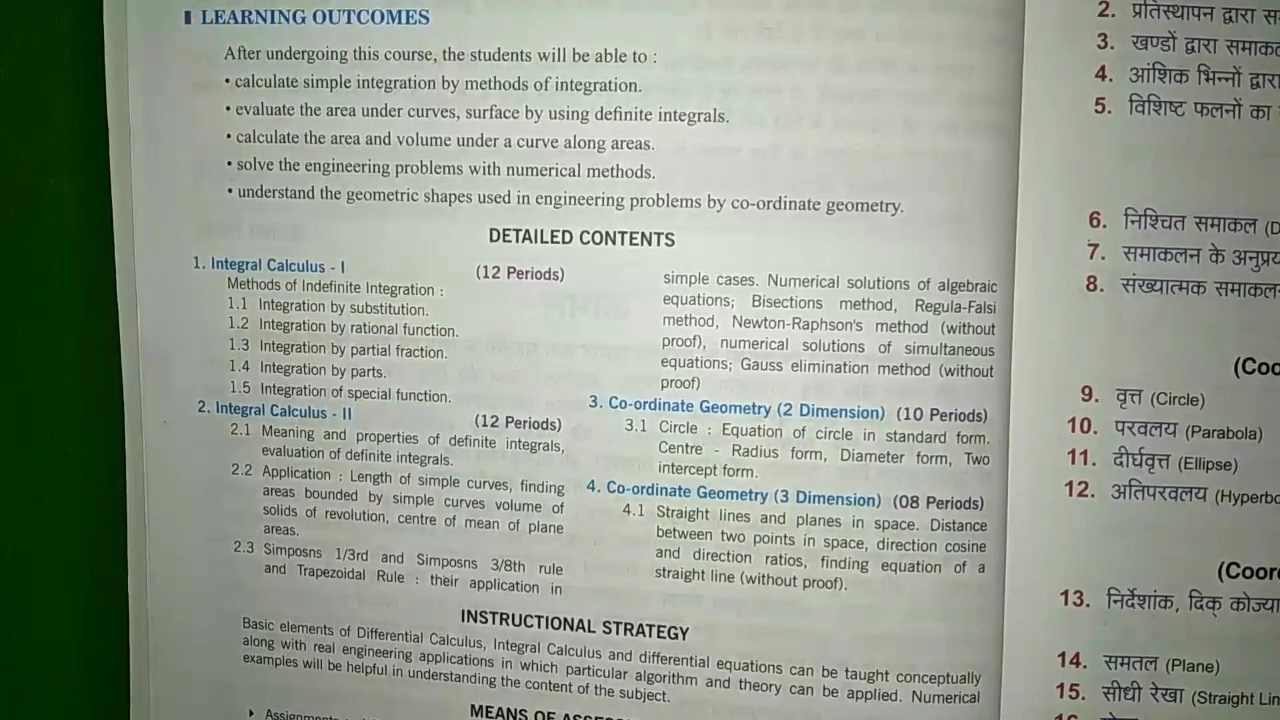 LEARNING OUTCOMES
After undergoing this course, the students will be able to :
• calculate simple integration by methods of integration.
• evaluate the area under curves, surface by using definite integrals.
• calculate the area and volume under a curve along areas.
• solve the engineering problems with numerical methods.
• understand the geometric shapes used in engineering problems by co-ordinate geometry.
DETAILED CONTENTS
1. Integral Calculus - I (12 Periods)
Methods of Indefinite Integration :
1.1 Integration by substitution.
1.2 Integration by rational function.
1.3 Integration by partial fraction.
1.4 Integration by parts.
1.5 Integration of special function.
2. Integral Calculus - II (12 Periods)
2.1 Meaning and properties of definite integrals,
evaluation of definite integrals.
2.2 Application : Length of simple curves, finding
areas bounded by simple curves volume of
solids of revolution, centre of mean of plane
areas.
2.3 Simposns 1/3rd and Simposns 3/8th rule
and Trapezoidal Rule : their application in
simple cases. Numerical solutions of algebraic
equations; Bisections method, Regula-Falsi
method, Newton-Raphson's method (without
proof), numerical solutions of simultaneous
equations; Gauss elimination method (without
proof)
3. Co-ordinate Geometry (2 Dimension) (10 Periods)
3.1 Circle : Equation of circle in standard form.
Centre - Radius form, Diameter form, Two
intercept form.
4. Co-ordinate Geometry (3 Dimension) (08 Periods)
4.1 Straight lines and planes in space. Distance
between two points in space, direction cosine
and direction ratios, finding equation of a
straight line (without proof).
INSTRUCTIONAL STRATEGY
Basic elements of Differential Calculus, Integral Calculus and differential equations can be taught conceptually
along with real engineering applications in which particular algorithm and theory can be applied. Numerical
examples will be helpful in understanding the content of the subject.
MEANS OF
2. प्रतिस्थापन द्वारा
3. खण्डों द्वारा
4. आंशिक भिन्नों द्वारा
5. विशिष्ट फलनों का
6. निश्चित समाकल
7. समाकलन के
8. संख्यात्मक
9. वृत्त (Circle)
10. परवलय (Parabola)
11. दीर्घवृत्त (Ellipse)
12. अतिपरवलय
13. निर्देशांक, दिक्
14. समतल (Plane)
15. सीधी रेखा (Straight